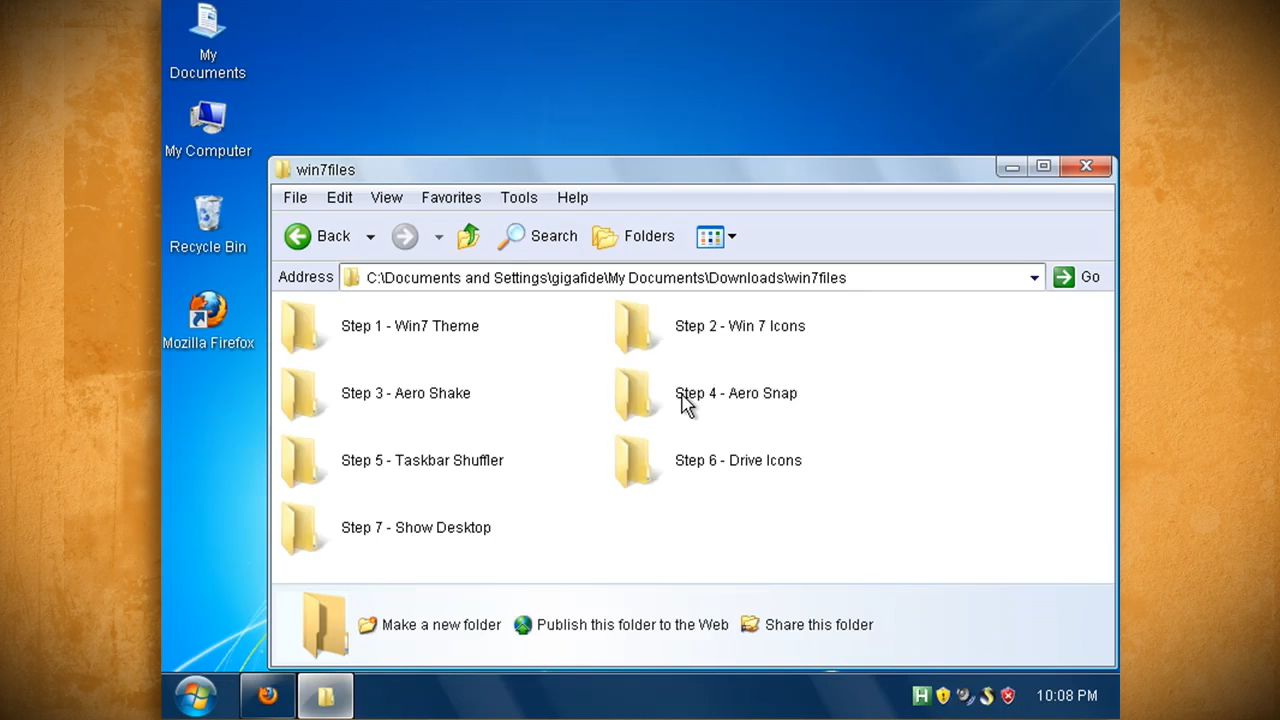 My
Documents
My Computer
Recycle Bin
Mozilla Firefox
win7files
File Edit View Favorites Tools Help
Back Search Folders
Address C:\Documents and Settings\gigafide\My Documents\Downloads\win7files Go
Step 1 - Win7 Theme Step 2 - Win 7 Icons
Step 3 - Aero Shake Step 4 - Aero Snap
Step 5 - Taskbar Shuffler Step 6 - Drive Icons
Step 7 - Show Desktop
Make a new folder Publish this folder to the Web Share this folder
H 10:08 PM